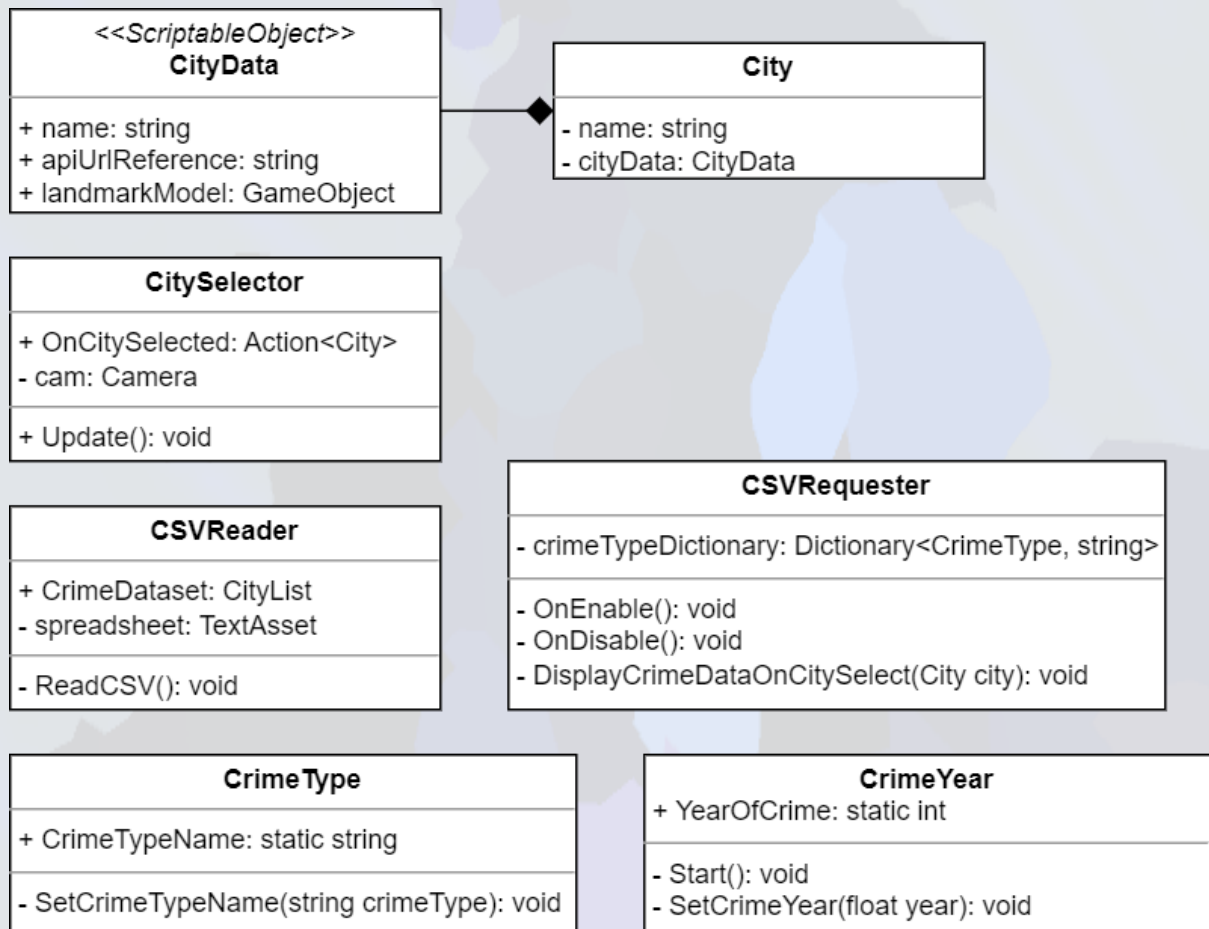 <<ScriptableObject>>
CityData
+ name: string
+ apiUrlReference: string
+ landmarkModel: GameObject
City
- name: string
- cityData: CityData
CitySelector
+ OnCitySelected: Action<City>
- cam: Camera
+ Update(): void
CSVReader
+ CrimeDataset: CityList
- spreadsheet: TextAsset
- ReadCSV(): void
CSVRequester
- crimeTypeDictionary: Dictionary<CrimeType, string>
- OnEnable(): void
- OnDisable(): void
- DisplayCrimeDataOnCitySelect(City city): void
CrimeType
+ CrimeTypeName: static string
- SetCrimeTypeName(string crimeType): void
CrimeYear
+ YearOfCrime: static int
- Start(): void
- SetCrimeYear(float year): void